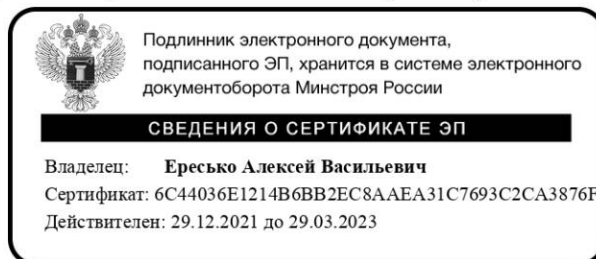 Подлинник электронного документа,
подписанного ЭП, хранится в системе электронного
документоборота Минстроя России
СВЕДЕНИЯ О СЕРТИФИКАТЕ ЭП
Владелец: Ересько Алексей Васильевич
Сертификат: 6C44036E1214B6BB2EC8AAEA31C7693C2CA3876F
Действителен: 29.12.2021 до 29.03.2023